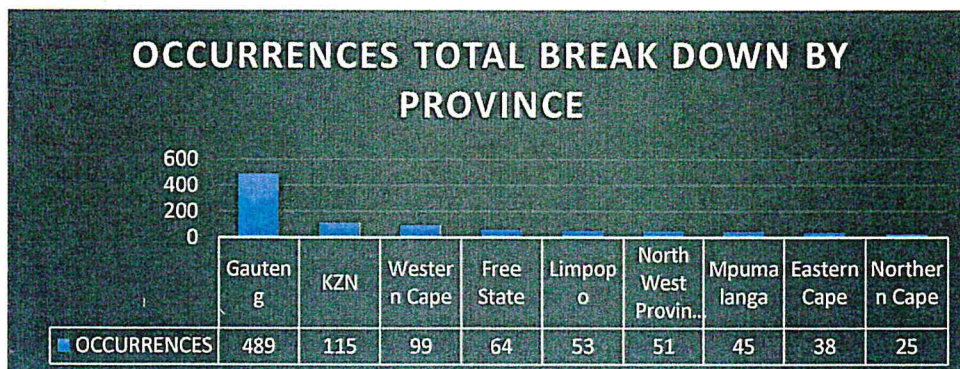 OCCURRENCES TOTAL BREAK DOWN BY
PROVINCE
600
400
200
0
Gauten
g
KZN
Wester
n Cape
Free
State
Limpop
o
North
West
Provin...
Mpuma
langa
Eastern
Cape
Norther
n Cape
OCCURRENCES 489 115 99 64 53 51 45 38 25